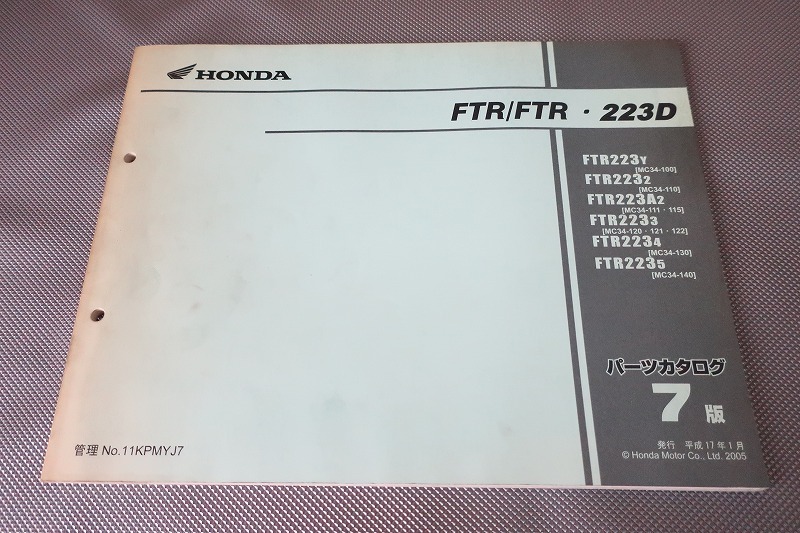 HONDA
FTR/FTR・223D
FTR223Y
[MC34-100]
FTR2232
[MC34-110]
FTR223A2
[MC34-111・115]
FTR2233
[MC34-120・121・122]
FTR2234
[MC34-130]
FTR2235
[MC34-140]
パーツカタログ
7版
発行 平成17年1月
© Honda Motor Co., Ltd. 2005
管理 No.11KPMYJ7